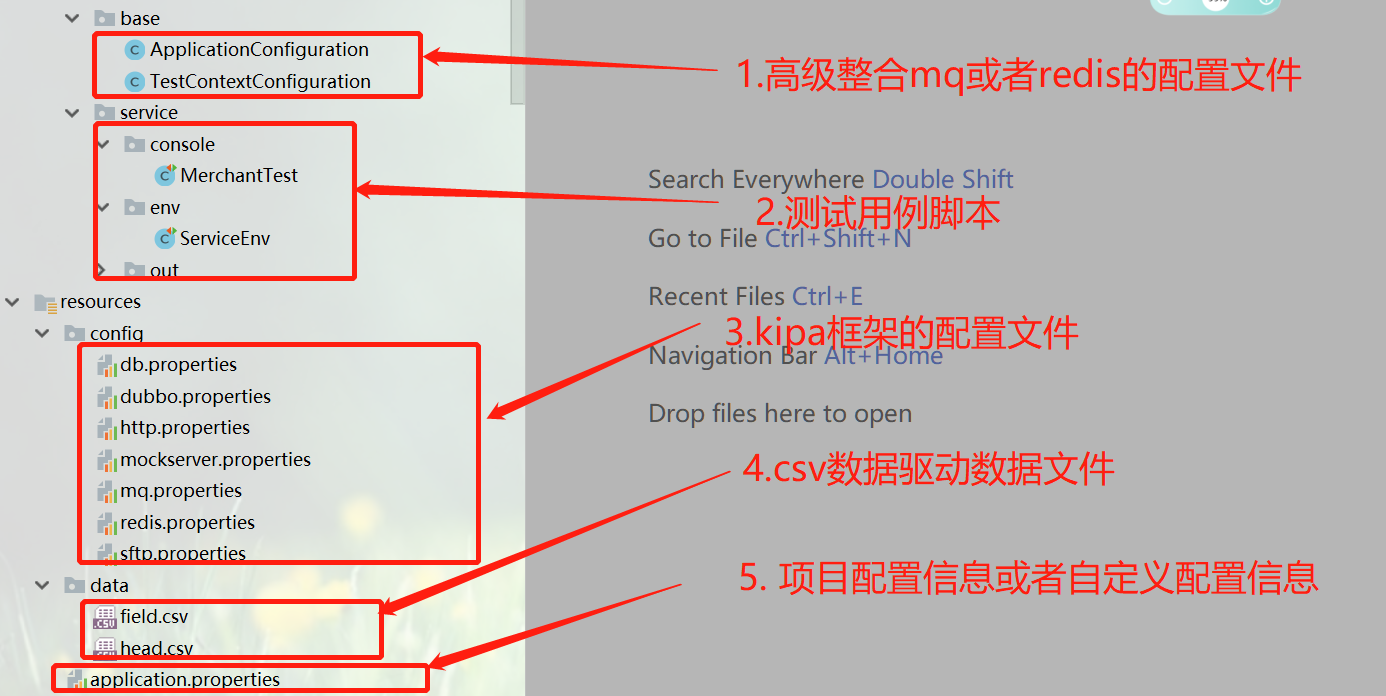 base
ApplicationConfiguration
TestContextConfiguration
1.高级整合mq或者redis的配置文件
service
console
MerchantTest
env
ServiceEnv
out
Search Everywhere Double Shift
2.测试用例脚本
Go to File Ctrl+Shift+N
Recent Files Ctrl+E
3.kipa框架的配置文件
Navigation Bar Alt+Home
Drop files here to open
resources
config
db.properties
dubbo.properties
http.properties
mockserver.properties
mq.properties
redis.properties
sftp.properties
4.csv数据驱动数据文件
data
field.csv
head.csv
5. 项目配置信息或者自定义配置信息
application.properties